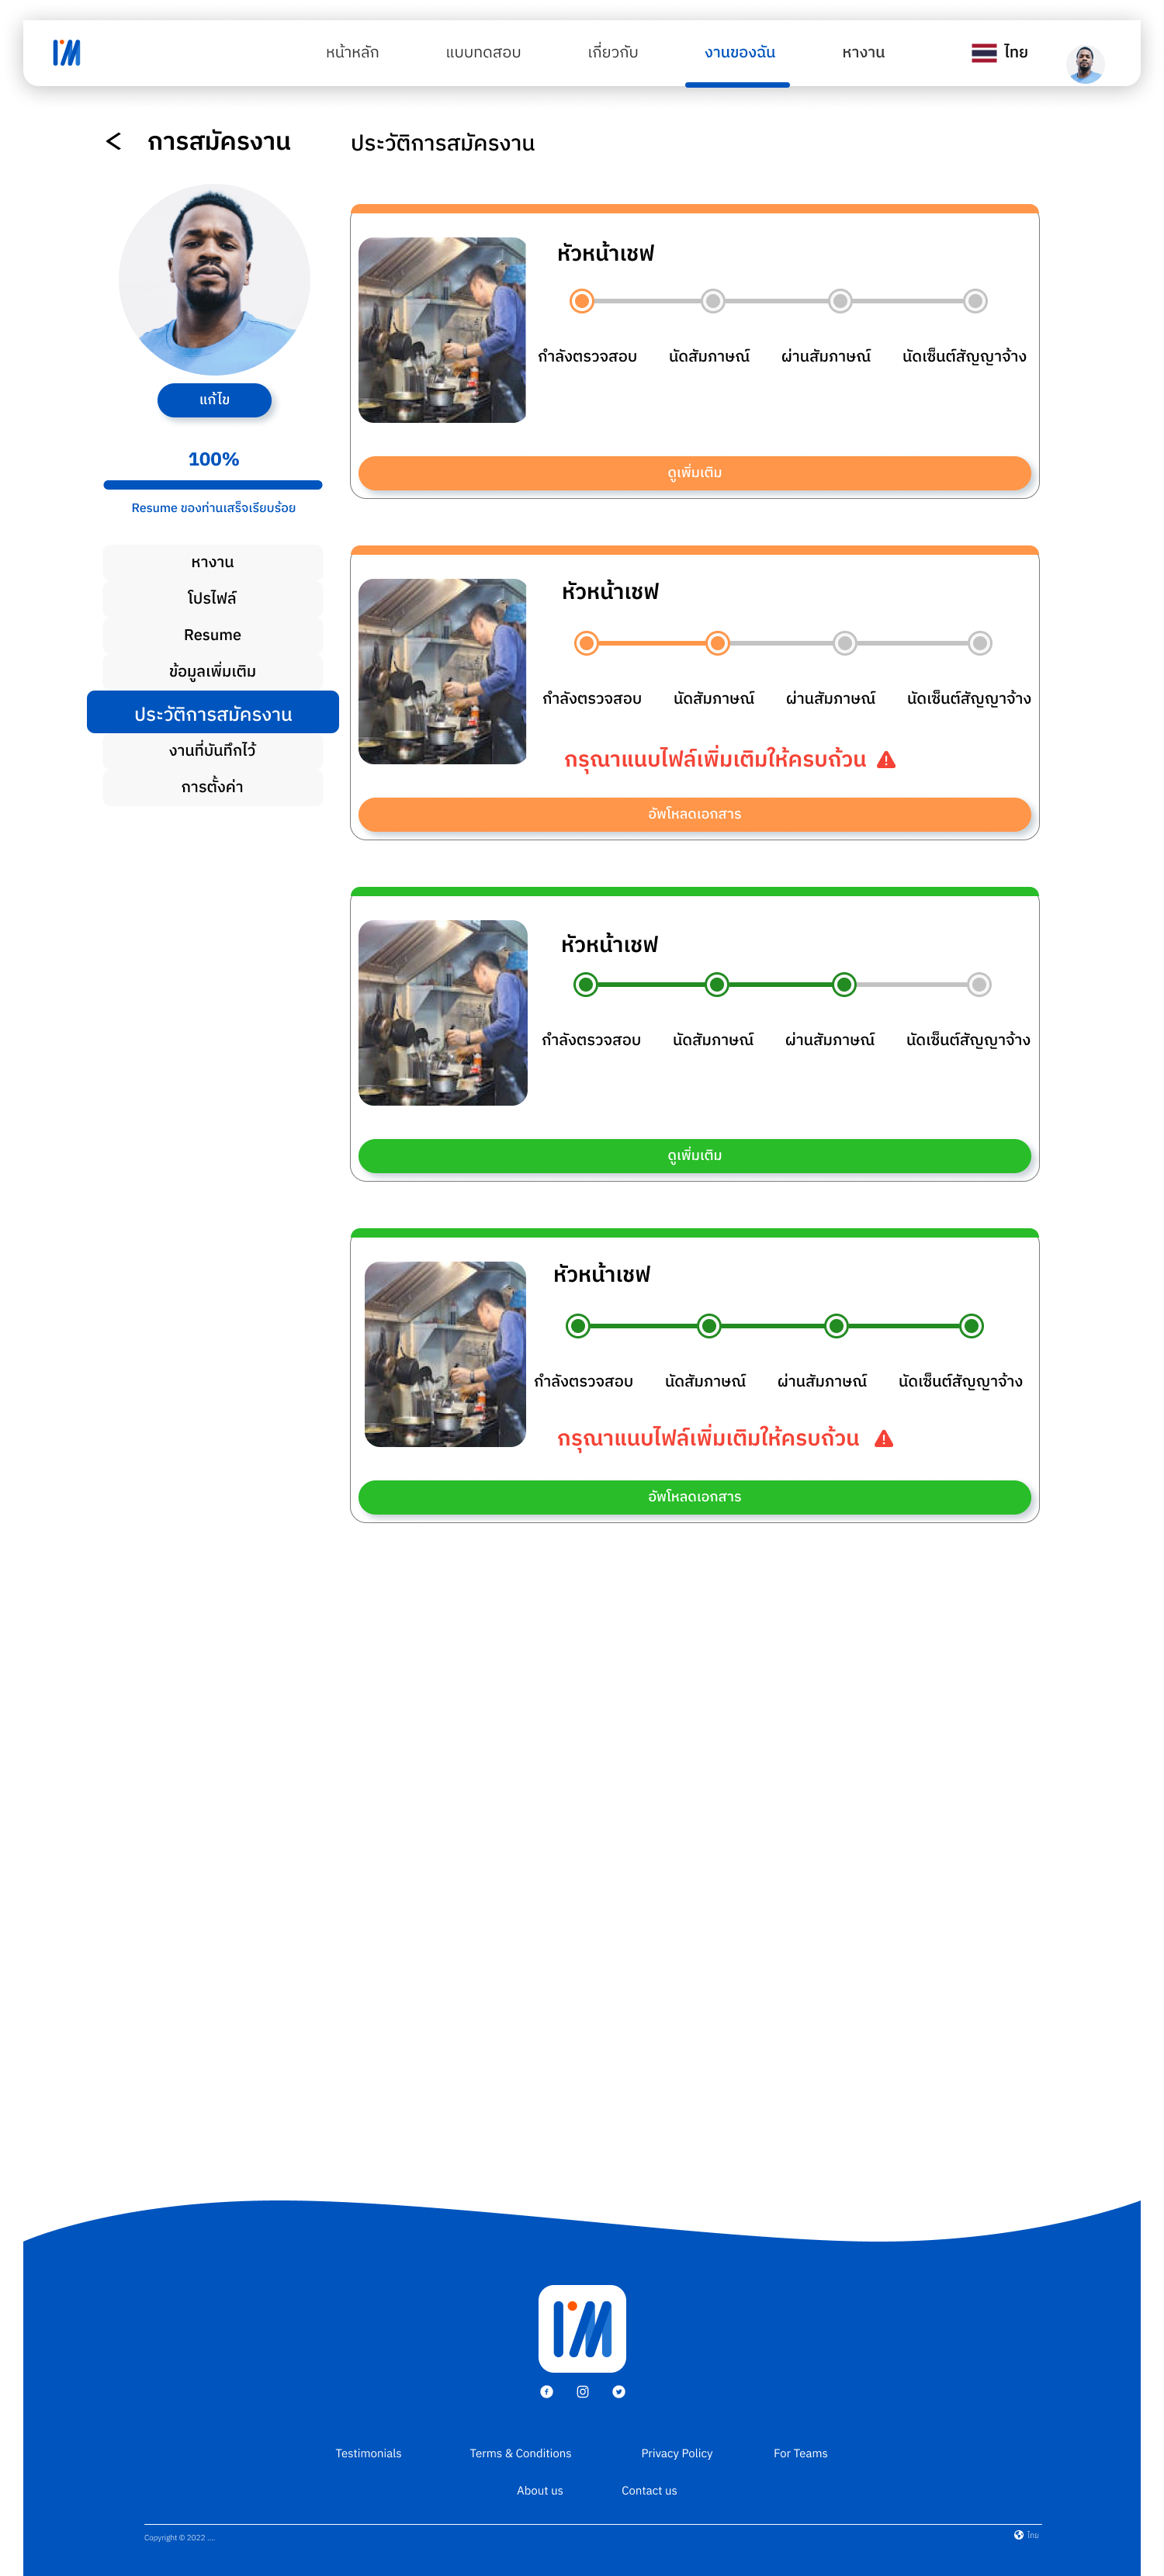 I'M
หน้าหลัก แบบทดสอบ เกี่ยวกับ งานของฉัน หางาน ไทย
< การสมัครงาน
ประวัติการสมัครงาน
แก้ไข
100%
Resume ของท่านเสร็จเรียบร้อย
หางาน
โปรไฟล์
Resume
ข้อมูลเพิ่มเติม
ประวัติการสมัครงาน
งานที่บันทึกไว้
การตั้งค่า
หัวหน้าเชฟ
กำลังตรวจสอบ นัดสัมภาษณ์ ผ่านสัมภาษณ์ นัดเซ็นต์สัญญาจ้าง
ดูเพิ่มเติม
หัวหน้าเชฟ
กำลังตรวจสอบ นัดสัมภาษณ์ ผ่านสัมภาษณ์ นัดเซ็นต์สัญญาจ้าง
กรุณาแนบไฟล์เพิ่มเติมให้ครบถ้วน
อัพโหลดเอกสาร
หัวหน้าเชฟ
กำลังตรวจสอบ นัดสัมภาษณ์ ผ่านสัมภาษณ์ นัดเซ็นต์สัญญาจ้าง
ดูเพิ่มเติม
หัวหน้าเชฟ
กำลังตรวจสอบ นัดสัมภาษณ์ ผ่านสัมภาษณ์ นัดเซ็นต์สัญญาจ้าง
กรุณาแนบไฟล์เพิ่มเติมให้ครบถ้วน
อัพโหลดเอกสาร
I'M
Testimonials Terms & Conditions Privacy Policy For Teams
About us Contact us
Copyright © 2022 .... ไทย